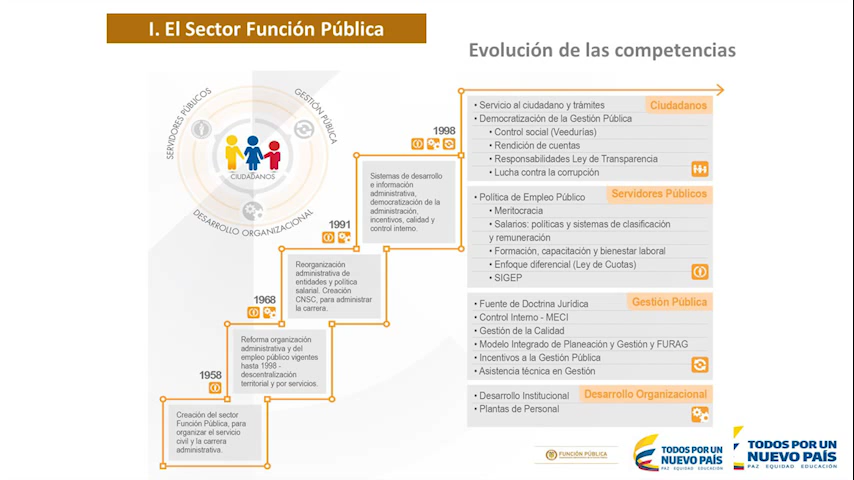 I. El Sector Función Pública
Evolución de las competencias
SERVIDORES PÚBLICOS
GESTIÓN PÚBLICA
CIUDADANOS
DESARROLLO ORGANIZACIONAL
1958
Creación del sector
Función Pública, para
organizar el servicio
civil y la carrera
administrativa.
1968
Reforma organización
administrativa y del
empleo público vigentes
hasta 1998 -
descentralización
territorial y por servicios.
1991
Reorganización
administrativa de
entidades y política
salarial. Creación
CNSC, para administrar
la carrera.
1998
Sistemas de desarrollo
e información
administrativa,
democratización de la
administración,
incentivos, calidad y
control interno.
Ciudadanos
• Servicio al ciudadano y trámites
• Democratización de la Gestión Pública
• Control social (Veedurías)
• Rendición de cuentas
• Responsabilidades Ley de Transparencia
• Lucha contra la corrupción
Servidores Públicos
• Política de Empleo Público
• Meritocracia
• Salarios: políticas y sistemas de clasificación
y remuneración
• Formación, capacitación y bienestar laboral
• Enfoque diferencial (Ley de Cuotas)
• SIGEP
Gestión Pública
• Fuente de Doctrina Jurídica
• Control Interno - MECI
• Gestión de la Calidad
• Modelo Integrado de Planeación y Gestión y FURAG
• Incentivos a la Gestión Pública
• Asistencia técnica en Gestión
Desarrollo Organizacional
• Desarrollo Institucional
• Plantas de Personal
FUNCIÓN PÚBLICA
TODOS POR UN
NUEVO PAÍS
PAZ EQUIDAD EDUCACIÓN
TODOS POR UN
NUEVO PAÍS
PAZ EQUIDAD EDUCACIÓN